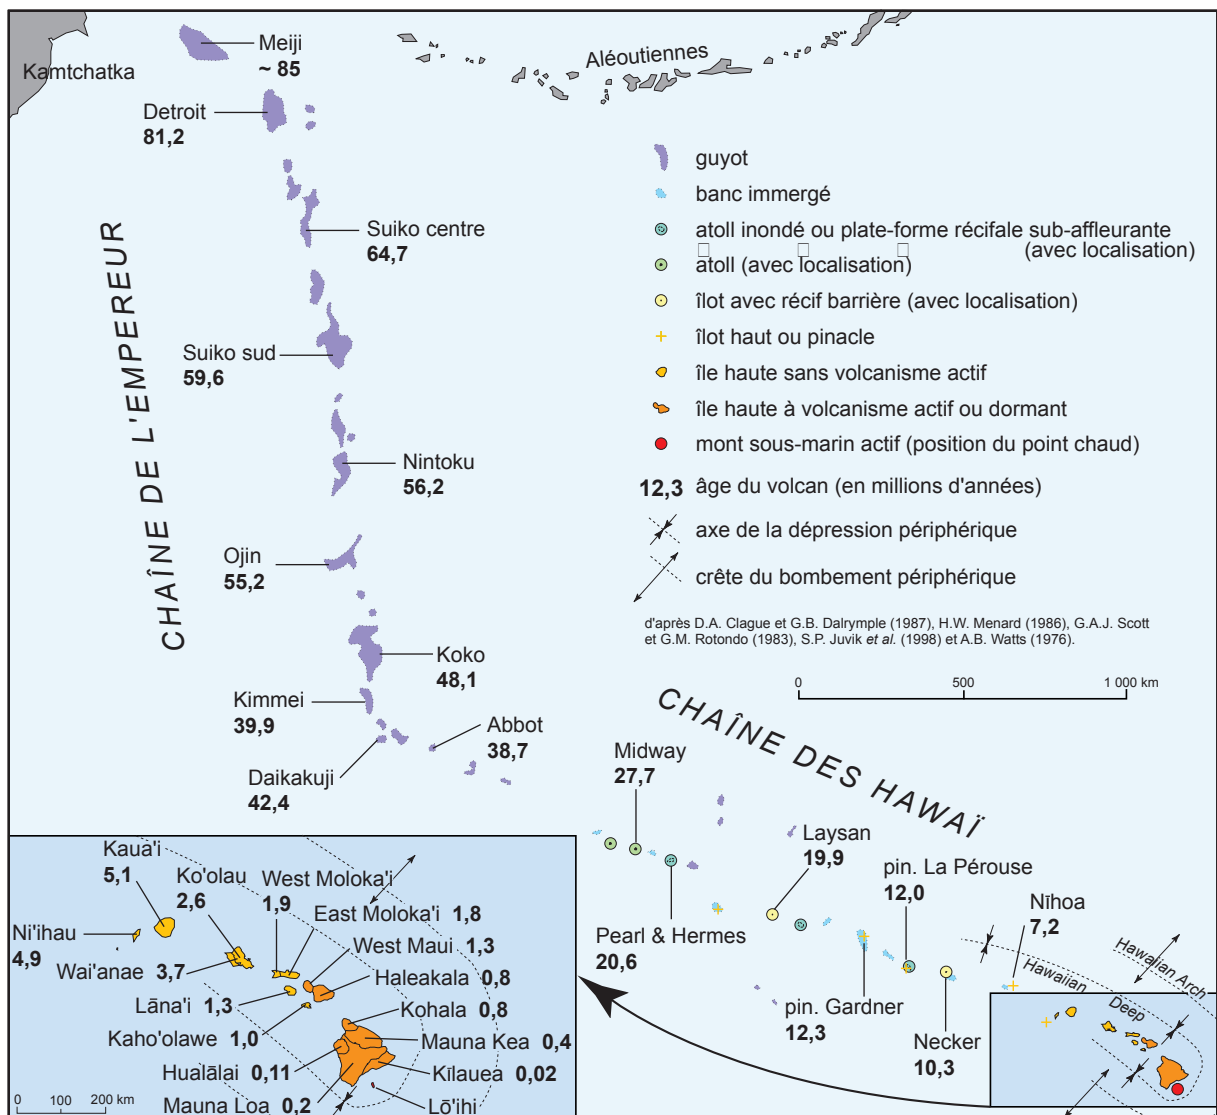 Kamtchatka
Meiji
~ 85
Aléoutiennes
Detroit
81,2
Suiko centre
64,7
Suiko sud
59,6
Nintoku
56,2
Ojin
55,2
Koko
48,1
Kimmei
39,9
Abbot
38,7
Daikakuji
42,4
CHAÎNE DE L'EMPEREUR
guyot
banc immergé
atoll inondé ou plate-forme récifale sub-affleurante
(avec localisation)
atoll (avec localisation)
îlot avec récif barrière (avec localisation)
îlot haut ou pinacle
île haute sans volcanisme actif
île haute à volcanisme actif ou dormant
mont sous-marin actif (position du point chaud)
12,3 âge du volcan (en millions d'années)
axe de la dépression périphérique
crête du bombement périphérique
d'après D.A. Clague et G.B. Dalrymple (1987), H.W. Menard (1986), G.A.J. Scott
et G.M. Rotondo (1983), S.P. Juvik et al. (1998) et A.B. Watts (1976).
0 500 1 000 km
CHAÎNE DES HAWAÏ
Midway
27,7
Laysan
19,9
pin. La Pérouse
12,0
Nīhoa
7,2
Pearl & Hermes
20,6
pin. Gardner
12,3
Necker
10,3
Hawaiian Arch
Hawaiian Deep
Kaua'i
5,1
Ko'olau
2,6
West Moloka'i
1,9
East Moloka'i 1,8
West Maui 1,3
Ni'ihau
4,9
Wai'anae 3,7
Haleakala 0,8
Lāna'i 1,3
Kohala 0,8
Kaho'olawe 1,0
Mauna Kea 0,4
Hualālai 0,11
Kīlauea 0,02
Mauna Loa 0,2
Lō'ihi
0 100 200 km